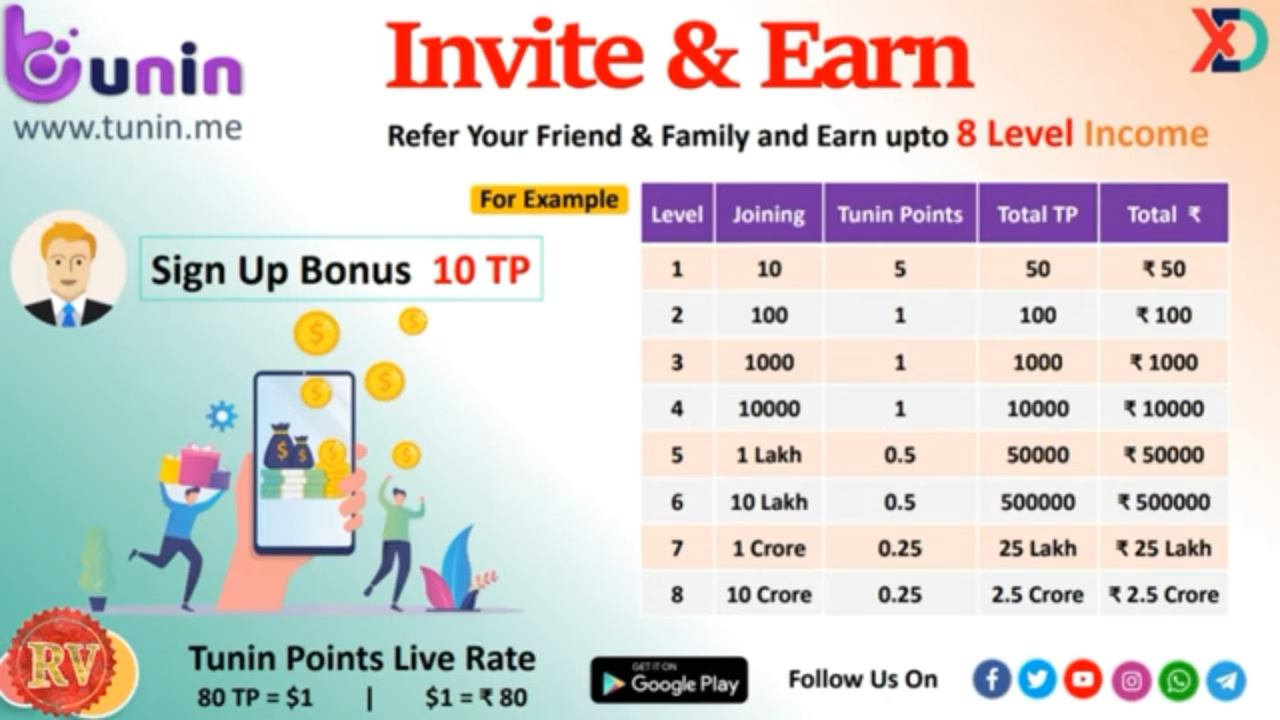 tunin
www.tunin.me
Invite & Earn
XD
Refer Your Friend & Family and Earn upto 8 Level Income
For Example
Sign Up Bonus 10 TP
Level Joining Tunin Points Total TP Total ₹
1 10 5 50 ₹ 50
2 100 1 100 ₹ 100
3 1000 1 1000 ₹ 1000
4 10000 1 10000 ₹ 10000
5 1 Lakh 0.5 50000 ₹ 50000
6 10 Lakh 0.5 500000 ₹ 500000
7 1 Crore 0.25 25 Lakh ₹ 25 Lakh
8 10 Crore 0.25 2.5 Crore ₹ 2.5 Crore
RV
Tunin Points Live Rate
80 TP = $1 | $1 = ₹ 80
GET IT ON
Google Play
Follow Us On